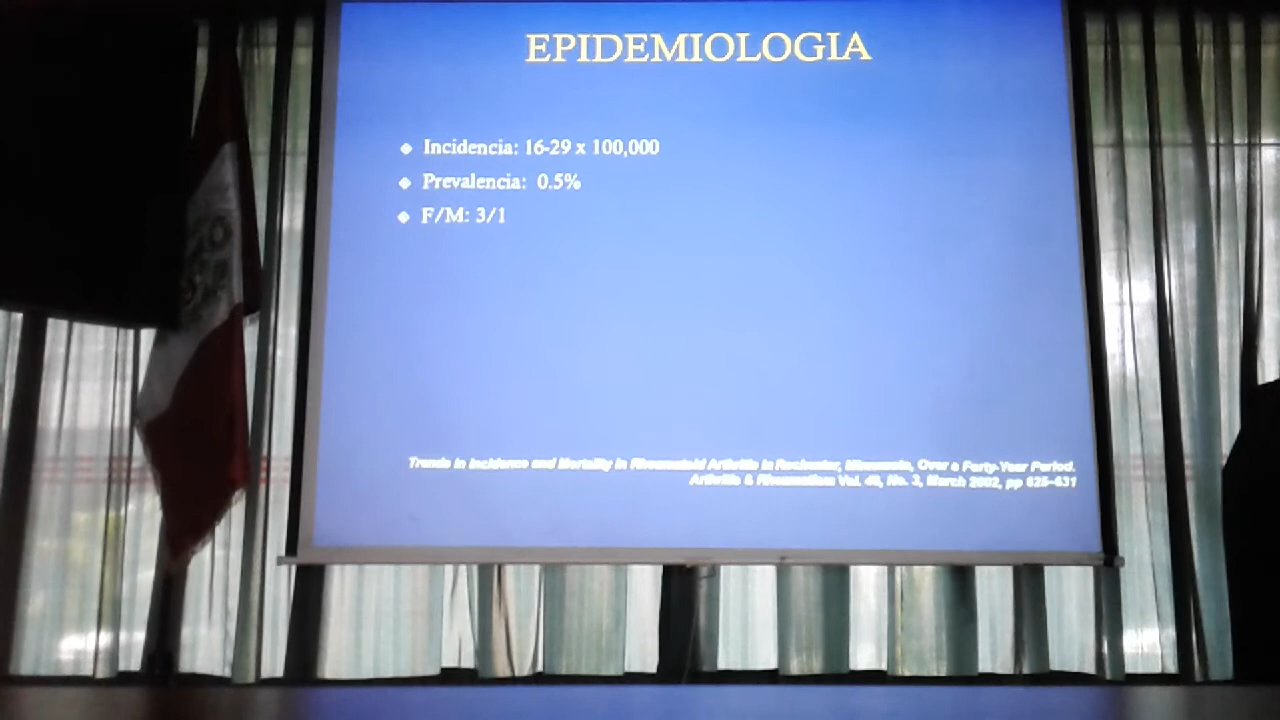 EPIDEMIOLOGIA
Incidencia: 16-29 x 100,000
Prevalencia: 0.5%
F/M: 3/1
Trends in Incidence and Mortality in Rheumatoid Arthritis in Rochester, Minnesota, Over a Forty-Year Period.
Arthritis & Rheumatism Vol. 46, No. 3, March 2002, pp 625–631